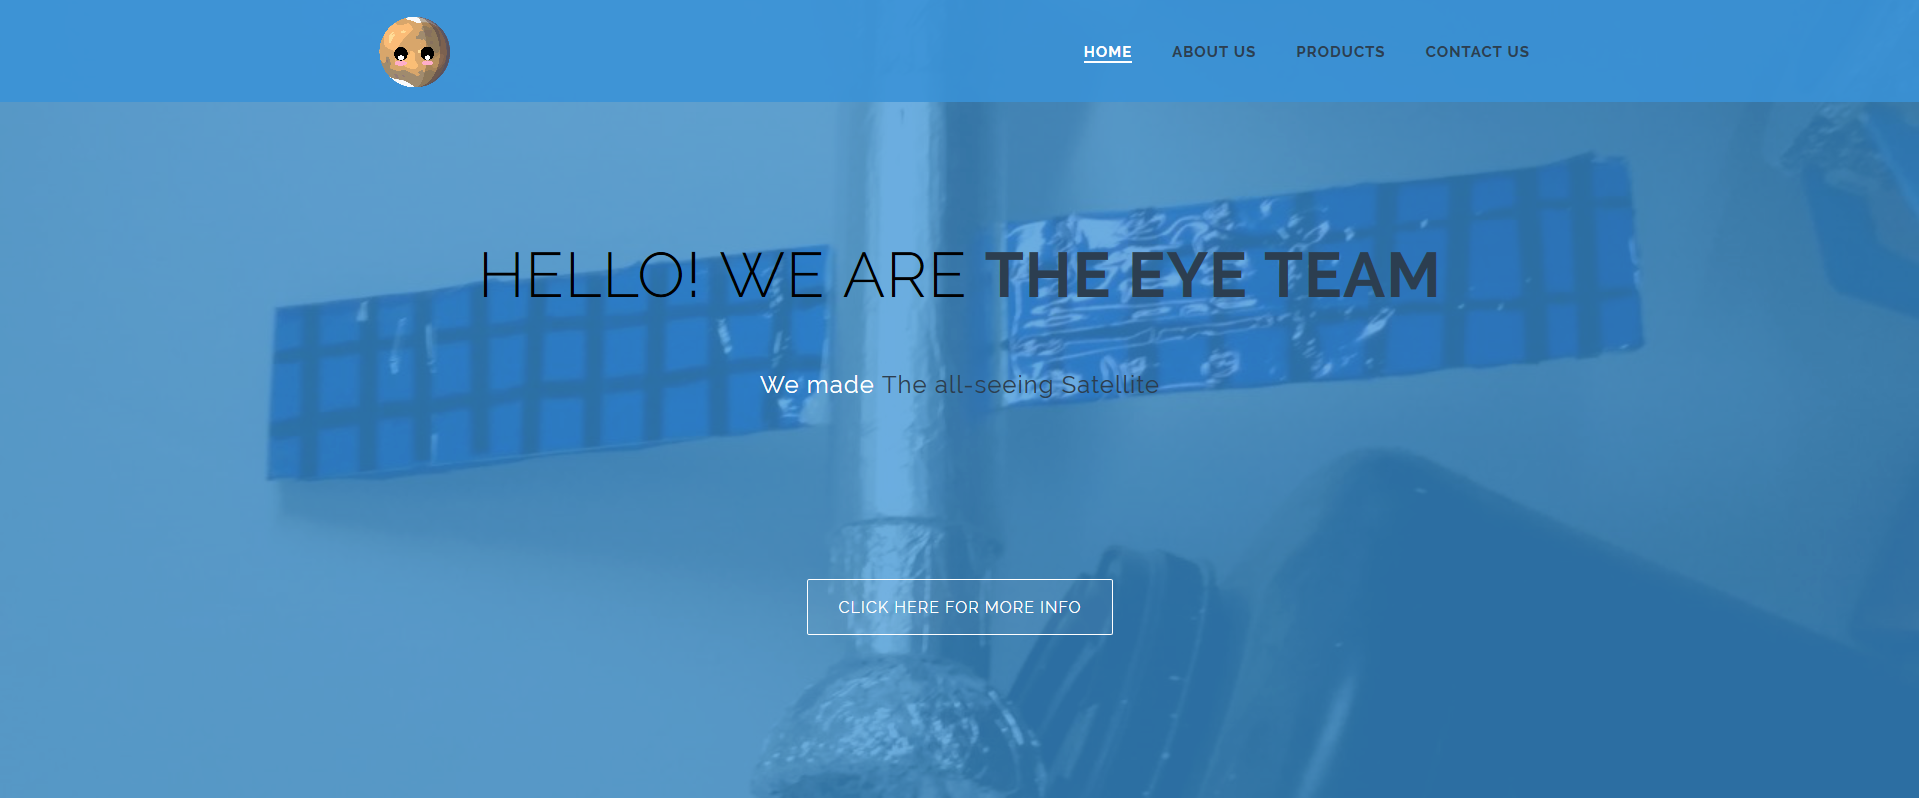 HOME ABOUT US PRODUCTS CONTACT US
HELLO! WE ARE THE EYE TEAM
We made The all-seeing Satellite
CLICK HERE FOR MORE INFO